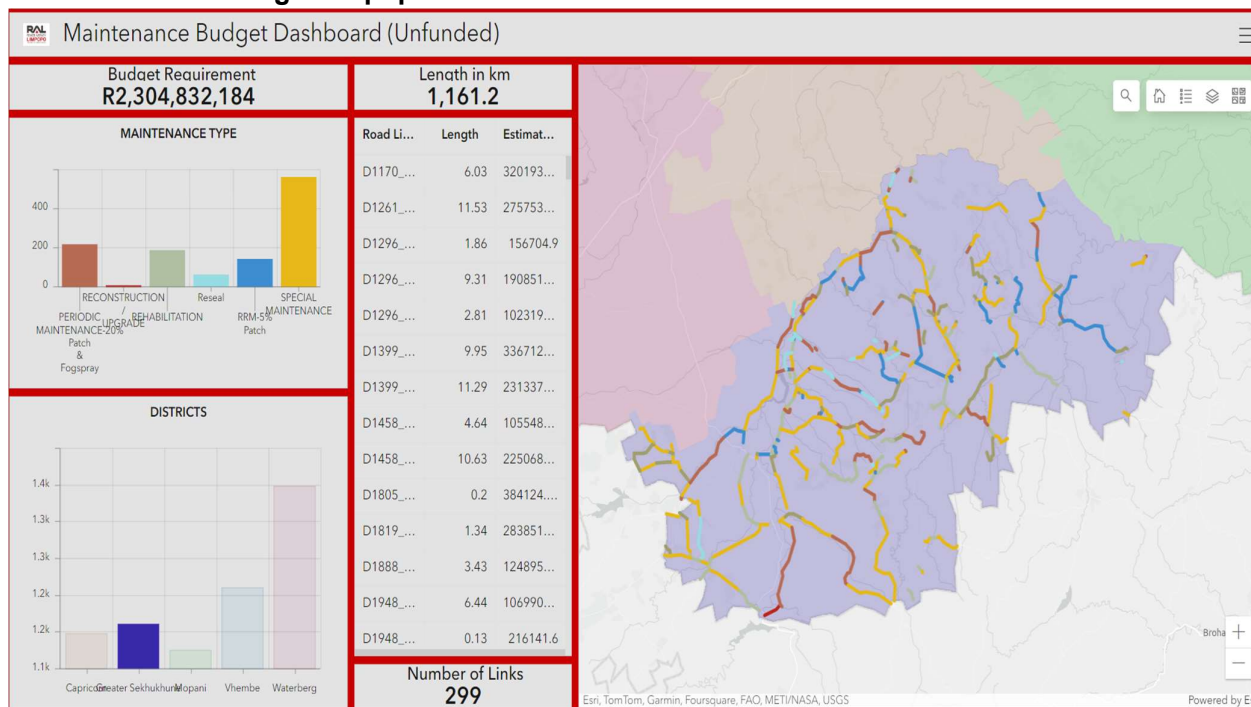 RAL
LIMPOPO
Maintenance Budget Dashboard (Unfunded)
Budget Requirement
R2,304,832,184
Length in km
1,161.2
MAINTENANCE TYPE
400
200
0
PERIODIC MAINTENANCE-20% Patch & Fogspray
RECONSTRUCTION / UPGRADE
REHABILITATION
Reseal
RRM-5% Patch
SPECIAL MAINTENANCE
DISTRICTS
1.4k
1.3k
1.3k
1.2k
1.2k
1.1k
Capricorn
Greater Sekhukhune
Mopani
Vhembe
Waterberg
Road Li... Length Estimat...
D1170_... 6.03 320193...
D1261_... 11.53 275753...
D1296_... 1.86 156704.9
D1296_... 9.31 190851...
D1296_... 2.81 102319...
D1399_... 9.95 336712...
D1399_... 11.29 231337...
D1458_... 4.64 105548...
D1458_... 10.63 225068...
D1805_... 0.2 384124....
D1819_... 1.34 283851...
D1888_... 3.43 124895...
D1948_... 6.44 106990...
D1948_... 0.13 216141.6
Number of Links
299
Broha
+
−
Esri, TomTom, Garmin, Foursquare, FAO, METI/NASA, USGS
Powered by E